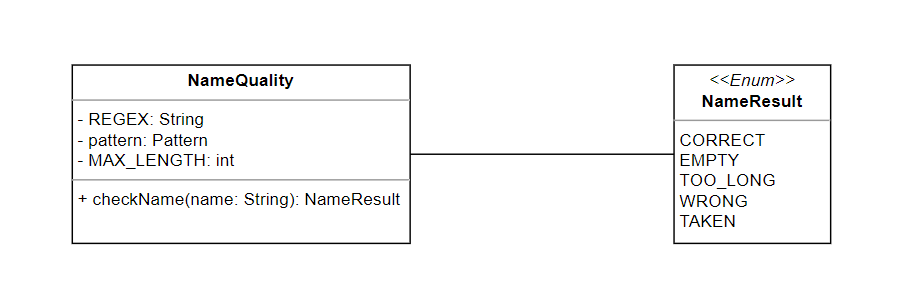 NameQuality
- REGEX: String
- pattern: Pattern
- MAX_LENGTH: int
+ checkName(name: String): NameResult
<<Enum>>
NameResult
CORRECT
EMPTY
TOO_LONG
WRONG
TAKEN